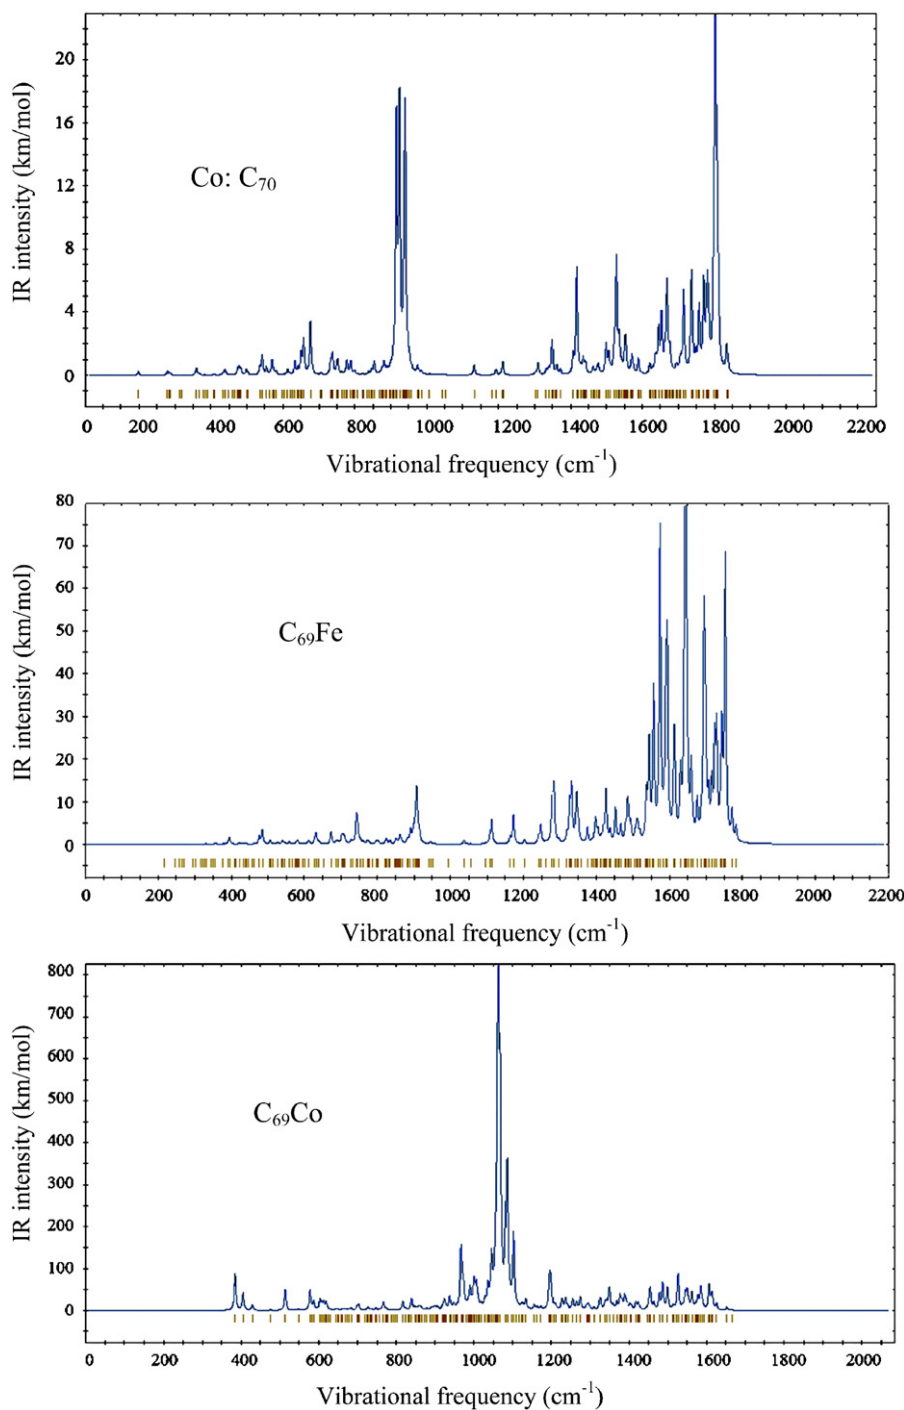 IR intensity (km/mol)
20
16
12
8
4
0
Co: C₇₀
0 200 400 600 800 1000 1200 1400 1600 1800 2000 2200
Vibrational frequency (cm⁻¹)
IR intensity (km/mol)
80
70
60
50
40
30
20
10
0
C₆₉Fe
0 200 400 600 800 1000 1200 1400 1600 1800 2000 2200
Vibrational frequency (cm⁻¹)
IR intensity (km/mol)
800
700
600
500
400
300
200
100
0
C₆₉Co
0 200 400 600 800 1000 1200 1400 1600 1800 2000
Vibrational frequency (cm⁻¹)